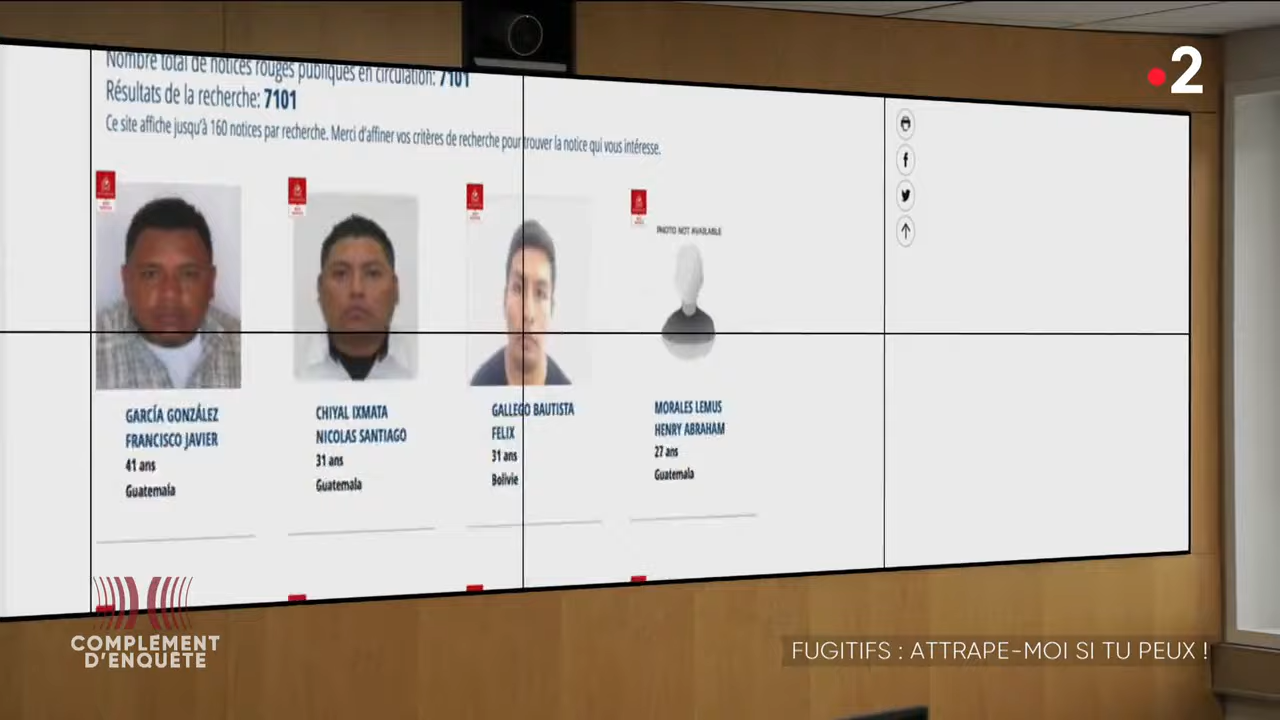 Nombre total de notices rouges publiques en circulation: 7101
Résultats de la recherche: 7101
Ce site affiche jusqu'à 160 notices par recherche. Merci d'affiner vos critères de recherche pour trouver la notice qui vous intéresse.
2
PHOTO NOT AVAILABLE
GARCÍA GONZÁLEZ
FRANCISCO JAVIER
41 ans
Guatemala
CHIYAL IXMATA
NICOLAS SANTIAGO
31 ans
Guatemala
GALLEGO BAUTISTA
FELIX
31 ans
Bolivie
MORALES LEMUS
HENRY ABRAHAM
27 ans
Guatemala
COMPLÉMENT
D'ENQUÊTE
FUGITIFS : ATTRAPE-MOI SI TU PEUX !